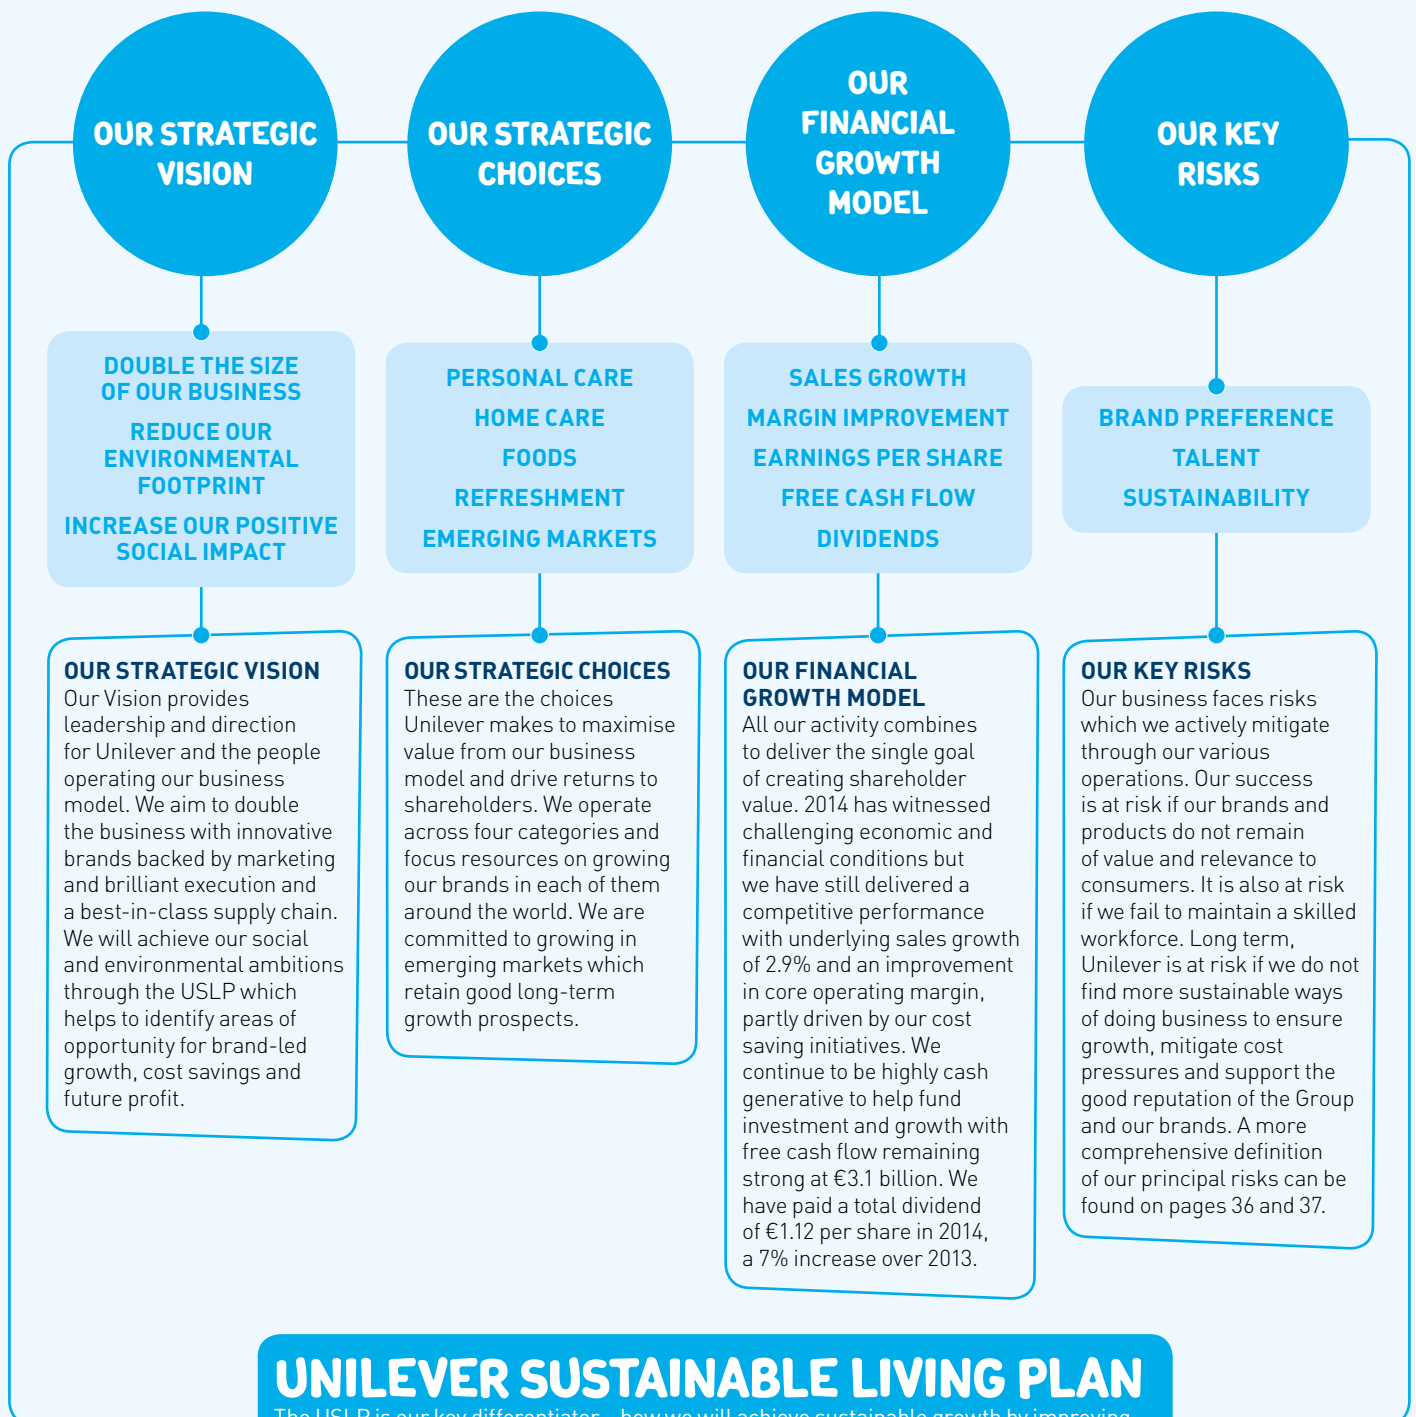 OUR STRATEGIC
VISION
OUR STRATEGIC
CHOICES
OUR
FINANCIAL
GROWTH
MODEL
OUR KEY
RISKS
DOUBLE THE SIZE
OF OUR BUSINESS
REDUCE OUR
ENVIRONMENTAL
FOOTPRINT
INCREASE OUR POSITIVE
SOCIAL IMPACT
PERSONAL CARE
HOME CARE
FOODS
REFRESHMENT
EMERGING MARKETS
SALES GROWTH
MARGIN IMPROVEMENT
EARNINGS PER SHARE
FREE CASH FLOW
DIVIDENDS
BRAND PREFERENCE
TALENT
SUSTAINABILITY
OUR STRATEGIC VISION
Our Vision provides
leadership and direction
for Unilever and the people
operating our business
model. We aim to double
the business with innovative
brands backed by marketing
and brilliant execution and
a best-in-class supply chain.
We will achieve our social
and environmental ambitions
through the USLP which
helps to identify areas of
opportunity for brand-led
growth, cost savings and
future profit.
OUR STRATEGIC CHOICES
These are the choices
Unilever makes to maximise
value from our business
model and drive returns to
shareholders. We operate
across four categories and
focus resources on growing
our brands in each of them
around the world. We are
committed to growing in
emerging markets which
retain good long-term
growth prospects.
OUR FINANCIAL
GROWTH MODEL
All our activity combines
to deliver the single goal
of creating shareholder
value. 2014 has witnessed
challenging economic and
financial conditions but
we have still delivered a
competitive performance
with underlying sales growth
of 2.9% and an improvement
in core operating margin,
partly driven by our cost
saving initiatives. We
continue to be highly cash
generative to help fund
investment and growth with
free cash flow remaining
strong at €3.1 billion. We
have paid a total dividend
of €1.12 per share in 2014,
a 7% increase over 2013.
OUR KEY RISKS
Our business faces risks
which we actively mitigate
through our various
operations. Our success
is at risk if our brands and
products do not remain
of value and relevance to
consumers. It is also at risk
if we fail to maintain a skilled
workforce. Long term,
Unilever is at risk if we do not
find more sustainable ways
of doing business to ensure
growth, mitigate cost
pressures and support the
good reputation of the Group
and our brands. A more
comprehensive definition
of our principal risks can be
found on pages 36 and 37.
UNILEVER SUSTAINABLE LIVING PLAN
The USLP is our key differentiator – how we will achieve sustainable growth by improving